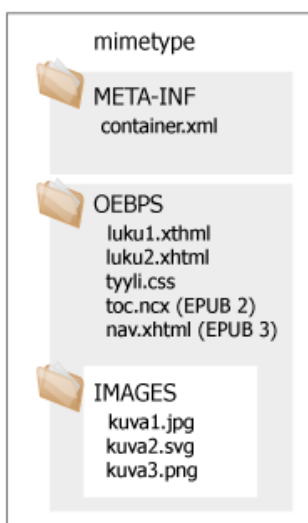 mimetype
META-INF
container.xml
OEBPS
luku1.xthml
luku2.xhtml
tyyli.css
toc.ncx (EPUB 2)
nav.xhtml (EPUB 3)
IMAGES
kuva1.jpg
kuva2.svg
kuva3.png